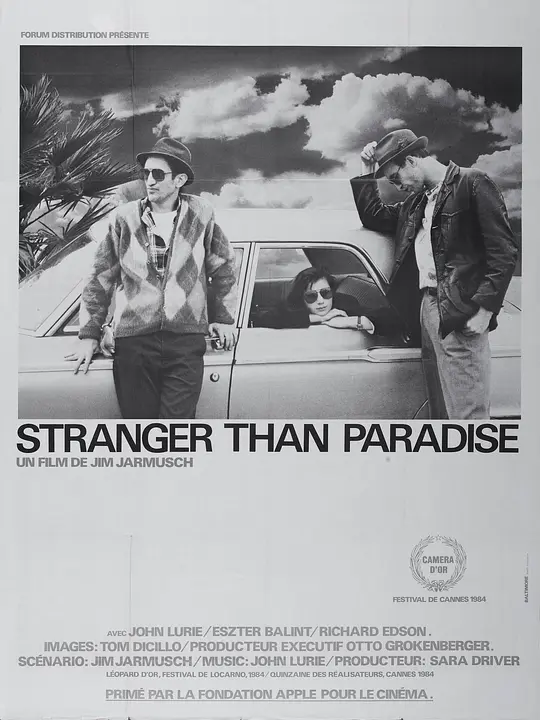 FORUM DISTRIBUTION PRÉSENTE
STRANGER THAN PARADISE
UN FILM DE JIM JARMUSCH
CAMERA
D'OR
FESTIVAL DE CANNES 1984
BALTIMORE
AVEC JOHN LURIE/ESZTER BALINT/RICHARD EDSON.
IMAGES: TOM DICILLO/PRODUCTEUR EXECUTIF OTTO GROKENBERGER.
SCÉNARIO: JIM JARMUSCH/MUSIC: JOHN LURIE/PRODUCTEUR: SARA DRIVER
LÉOPARD D'OR, FESTIVAL DE LOCARNO, 1984/QUINZAINE DES RÉALISATEURS, CANNES 1984
PRIMÉ PAR LA FONDATION APPLE POUR LE CINÉMA.